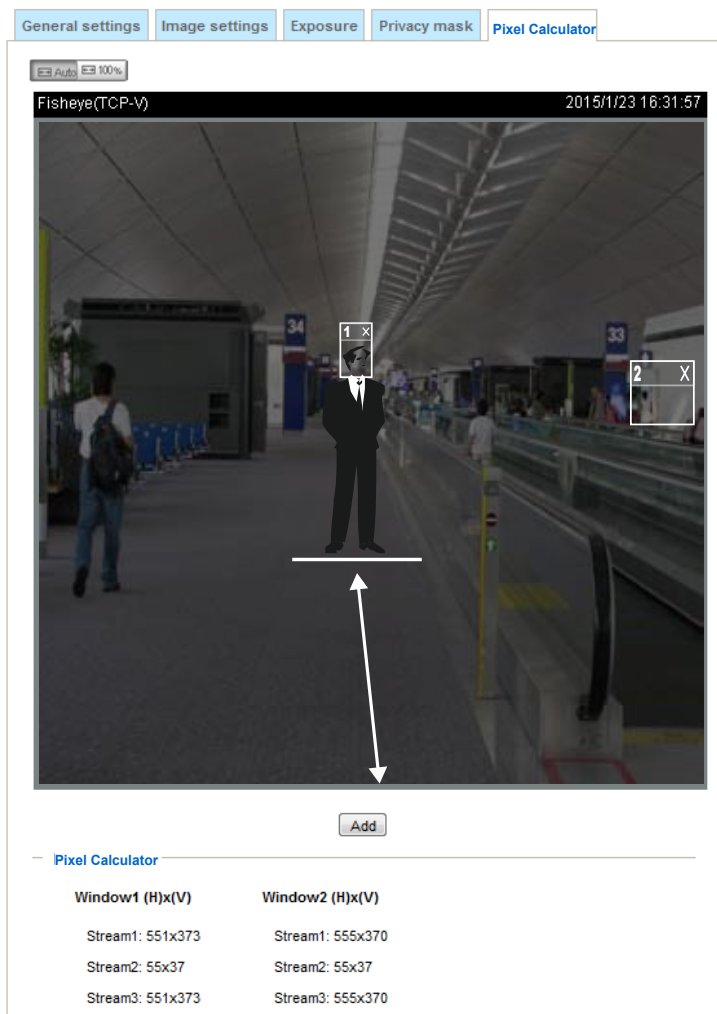 General settings Image settings Exposure Privacy mask Pixel Calculator
Auto 100%
Fisheye(TCP-V) 2015/1/23 16:31:57
34
1 X
33
2 X
Add
Pixel Calculator
Window1 (H)x(V) Window2 (H)x(V)
Stream1: 551x373 Stream1: 555x370
Stream2: 55x37 Stream2: 55x37
Stream3: 551x373 Stream3: 555x370